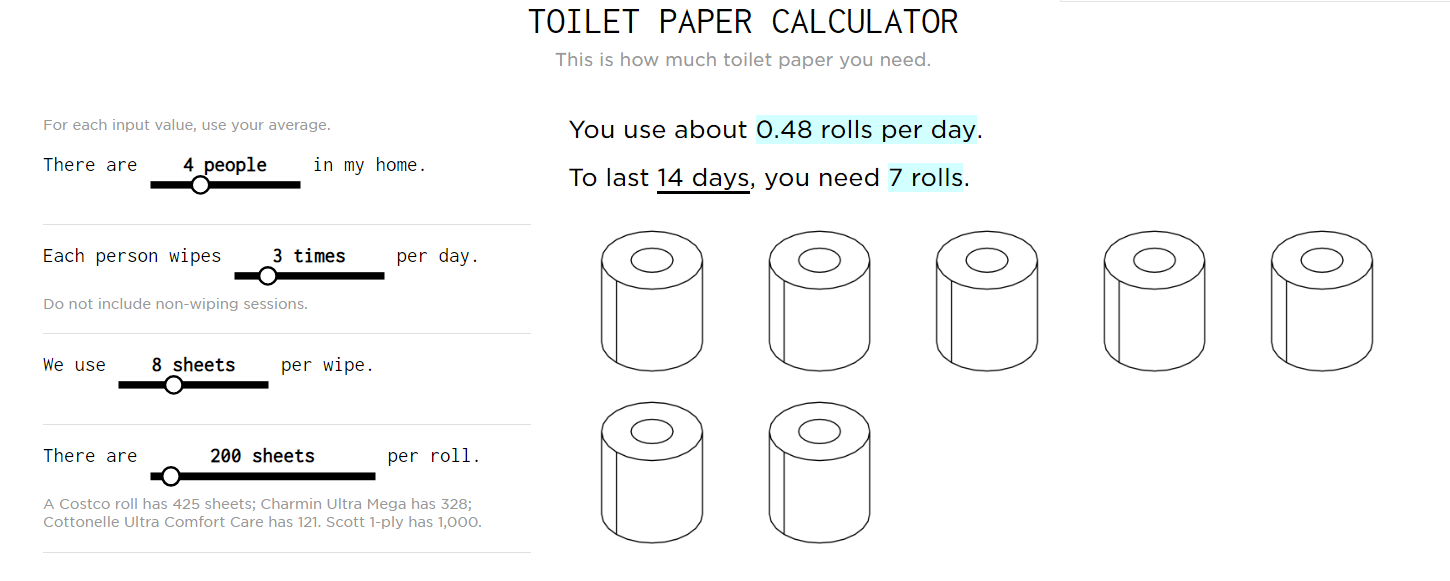 TOILET PAPER CALCULATOR
This is how much toilet paper you need.
For each input value, use your average.
There are 4 people in my home.
Each person wipes 3 times per day.
Do not include non-wiping sessions.
We use 8 sheets per wipe.
There are 200 sheets per roll.
A Costco roll has 425 sheets; Charmin Ultra Mega has 328;
Cottonelle Ultra Comfort Care has 121. Scott 1-ply has 1,000.
You use about 0.48 rolls per day.
To last 14 days, you need 7 rolls.